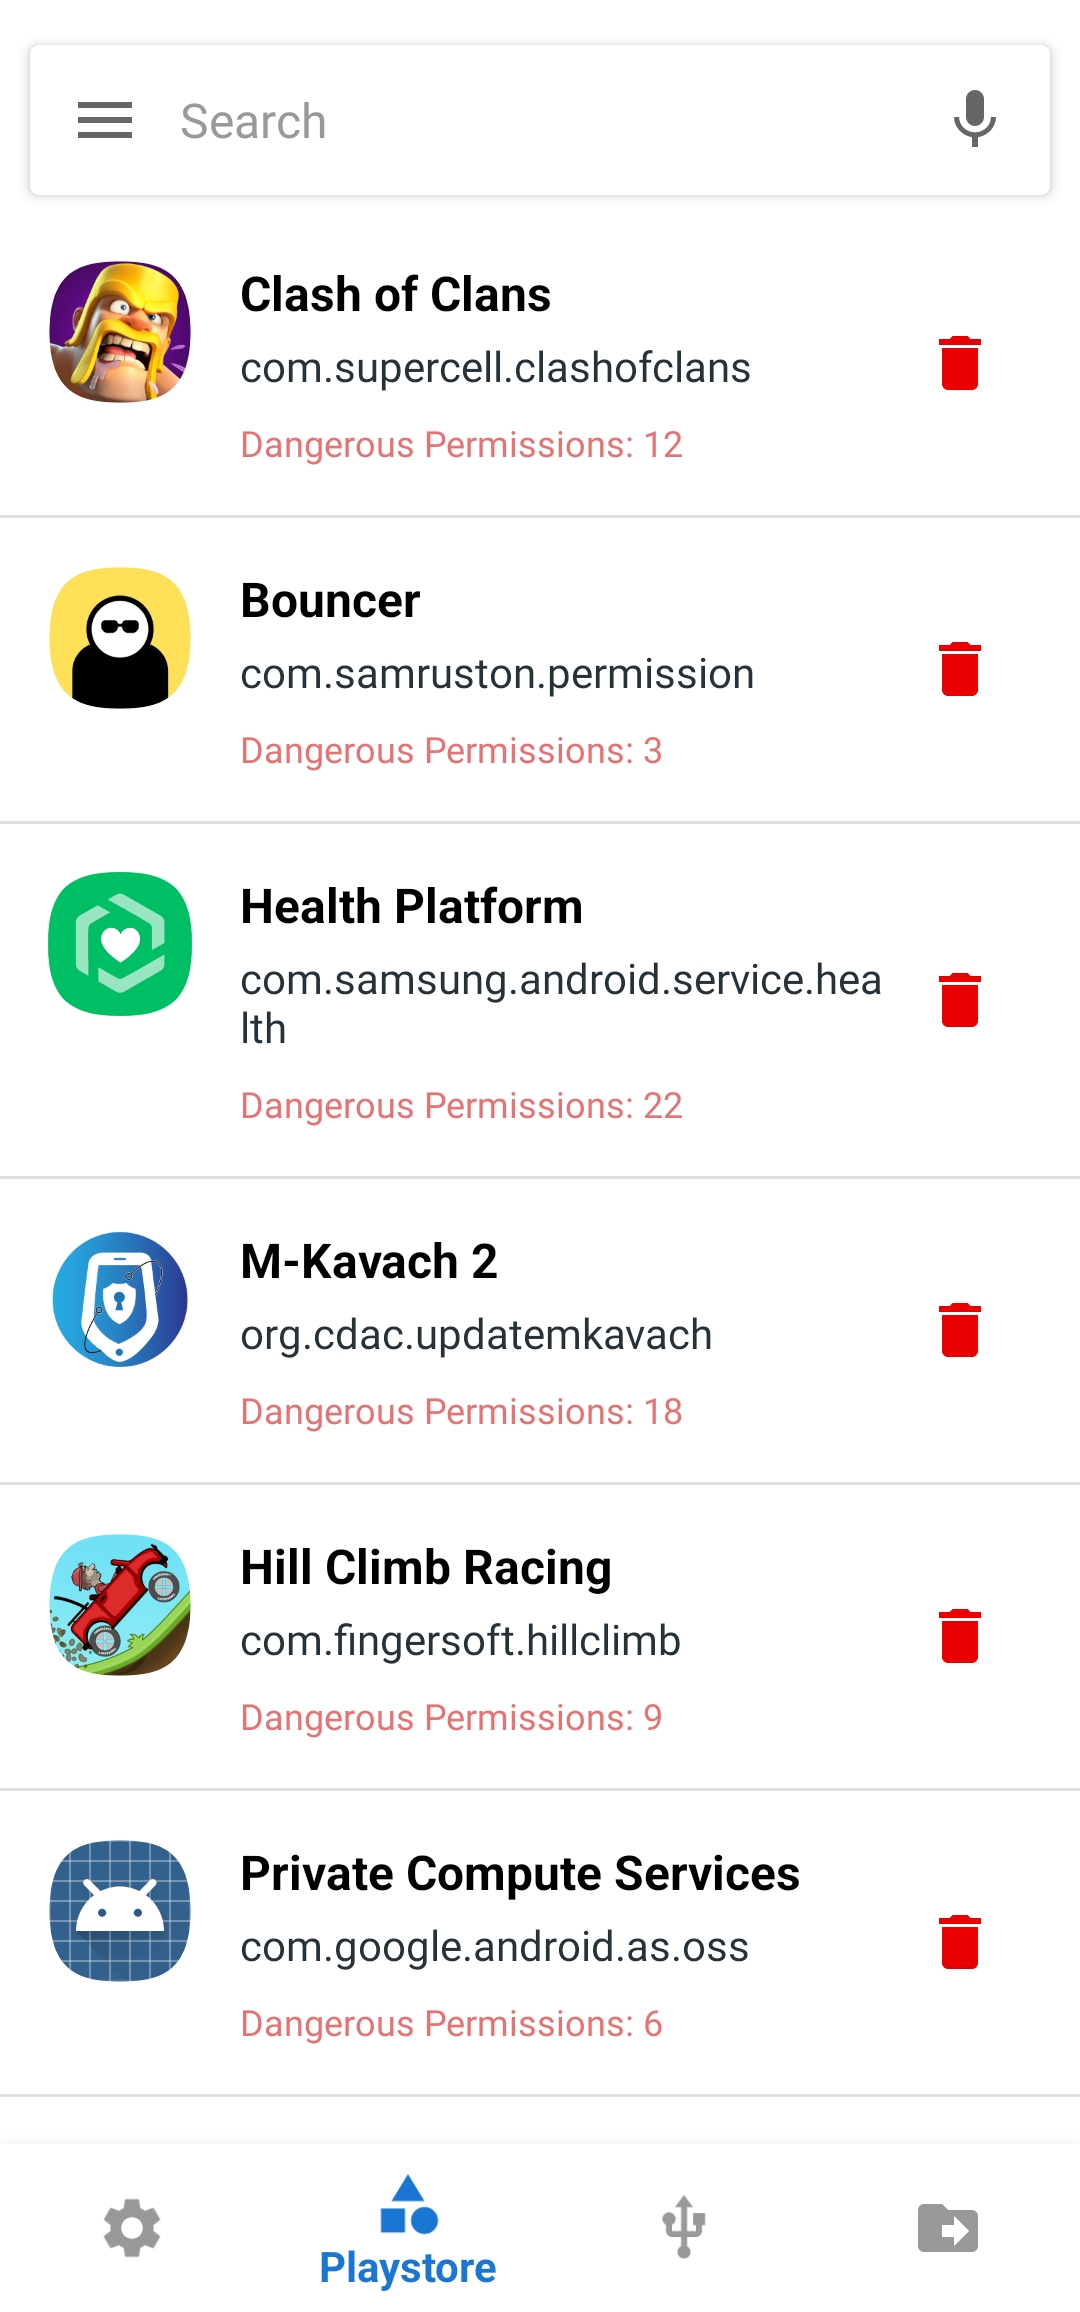 Search
Clash of Clans
com.supercell.clashofclans
Dangerous Permissions: 12
Bouncer
com.samruston.permission
Dangerous Permissions: 3
Health Platform
com.samsung.android.service.hea
lth
Dangerous Permissions: 22
M-Kavach 2
org.cdac.updatemkavach
Dangerous Permissions: 18
Hill Climb Racing
com.fingersoft.hillclimb
Dangerous Permissions: 9
Private Compute Services
com.google.android.as.oss
Dangerous Permissions: 6
Playstore